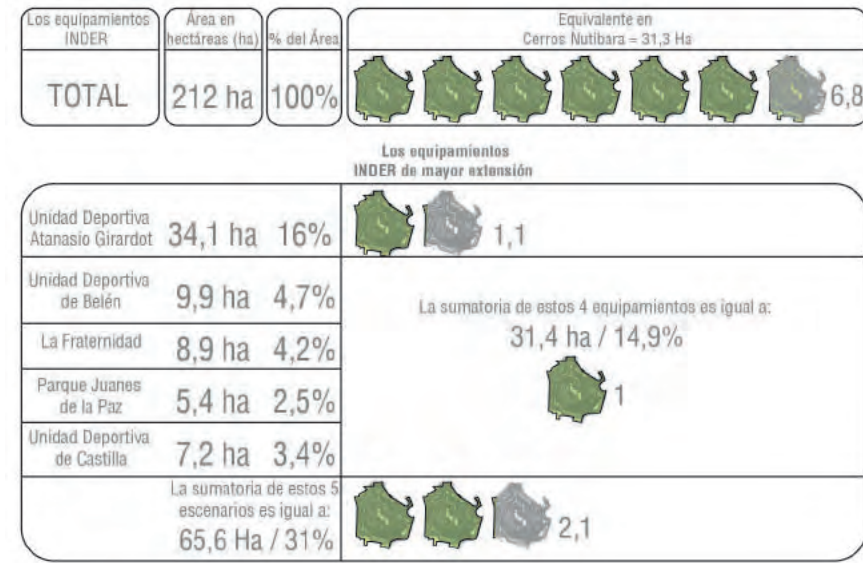 Los equipamientos
INDER
Área en
hectáreas (ha)
% del Área
Equivalente en
Cerros Nutibara = 31,3 Ha
TOTAL
212 ha
100%
6,8
Los equipamientos
INDER de mayor extensión
Unidad Deportiva
Atanasio Girardot
34,1 ha
16%
1,1
Unidad Deportiva
de Belén
9,9 ha
4,7%
La Fraternidad
8,9 ha
4,2%
Parque Juanes
de la Paz
5,4 ha
2,5%
Unidad Deportiva
de Castilla
7,2 ha
3,4%
La sumatoria de estos 4 equipamientos es igual a:
31,4 ha / 14,9%
1
La sumatoria de estos 5
escenarios es igual a:
65,6 Ha / 31%
2,1